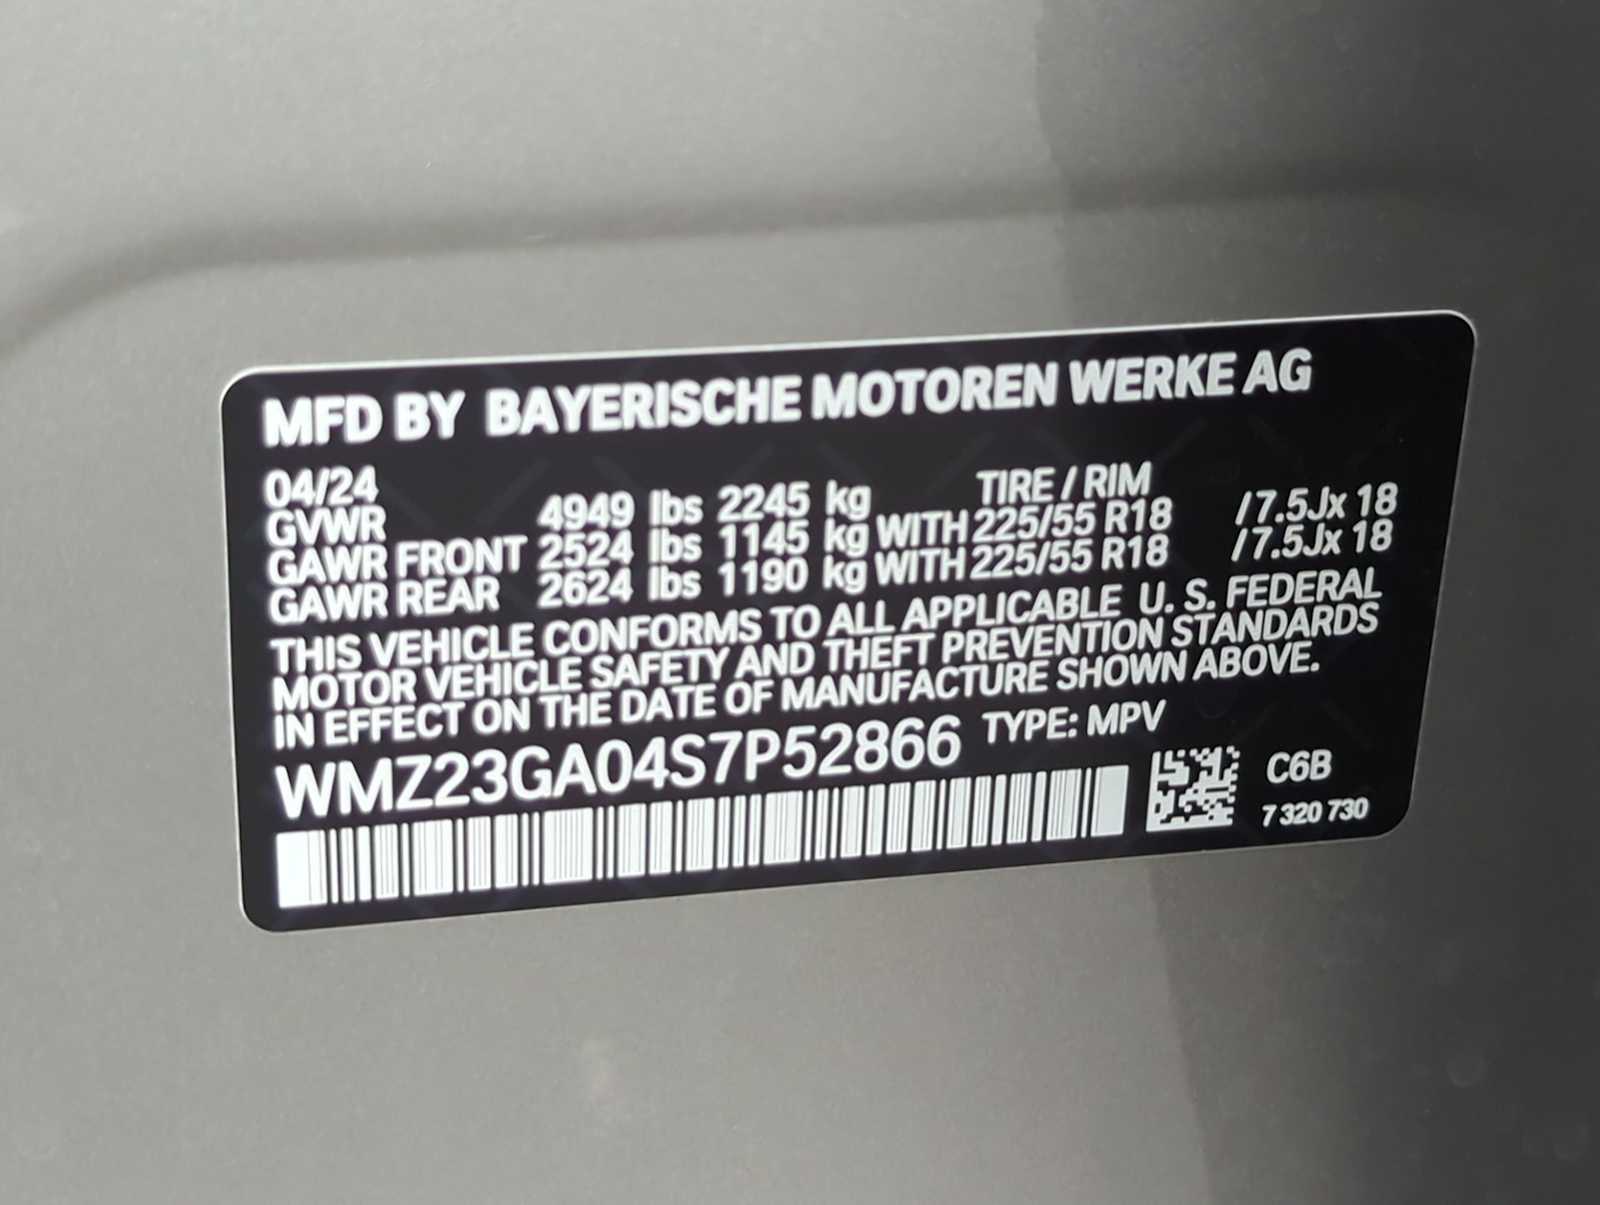 MFD BY BAYERISCHE MOTOREN WERKE AG
04/24 TIRE / RIM
GVWR 4949 lbs 2245 kg
GAWR FRONT 2524 lbs 1145 kg WITH 225/55 R18 /7.5Jx 18
GAWR REAR 2624 lbs 1190 kg WITH 225/55 R18 /7.5Jx 18
THIS VEHICLE CONFORMS TO ALL APPLICABLE U. S. FEDERAL
MOTOR VEHICLE SAFETY AND THEFT PREVENTION STANDARDS
IN EFFECT ON THE DATE OF MANUFACTURE SHOWN ABOVE.
WMZ23GA04S7P52866 TYPE: MPV
C6B
7 320 730